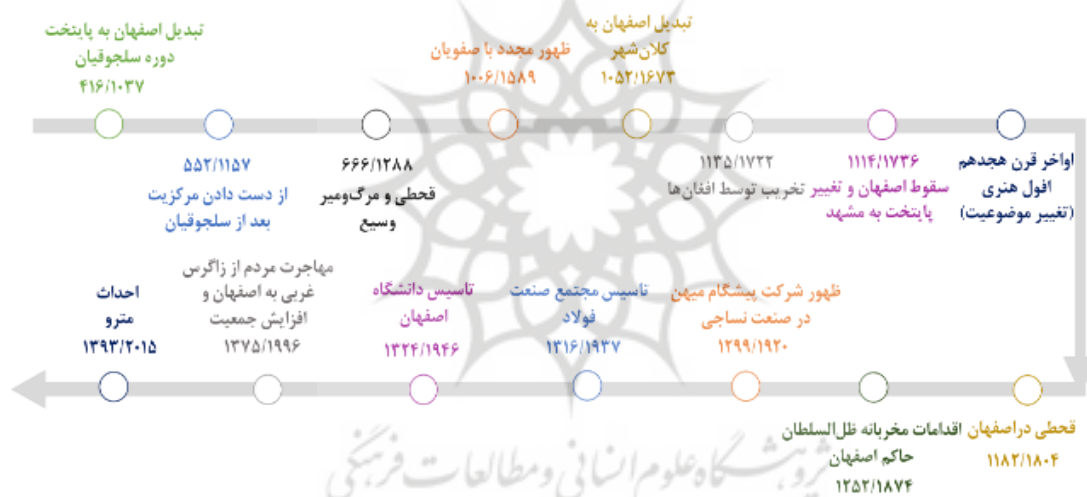 تبدیل اصفهان به پایتخت
دوره سلجوقیان
۴۱۶/۱۰۳۷
۵۵۲/۱۱۵۷
از دست دادن مرکزیت
بعد از سلجوقیان
۶۶۶/۱۲۸۸
قحطی و مرگ‌ومیر
وسیع
ظهور مجدد با صفویان
۱۰۰۶/۱۵۸۹
تبدیل اصفهان به
کلان‌شهر
۱۰۵۲/۱۶۷۳
۱۱۳۵/۱۷۲۲
تخریب توسط افغان‌ها
۱۱۱۴/۱۷۳۶
سقوط اصفهان و تغییر
پایتخت به مشهد
اواخر قرن هجدهم
افول هنری
(تغییر موضوعیت)
قحطی دراصفهان
۱۱۸۲/۱۸۰۴
اقدامات مخربانه ظل‌السلطان
حاکم اصفهان
۱۲۵۲/۱۸۷۴
ظهور شرکت پیشگام میهن
در صنعت نساجی
۱۲۹۹/۱۹۲۰
تاسیس مجتمع صنعت
فولاد
۱۳۱۶/۱۹۳۷
تاسیس دانشگاه
اصفهان
۱۳۲۴/۱۹۴۶
مهاجرت مردم از زاگرس
غربی به اصفهان و
افزایش جمعیت
۱۳۷۵/۱۹۹۶
احداث
مترو
۱۳۹۳/۲۰۱۵
پژوهشگاه علوم انسانی و مطالعات فرهنگی